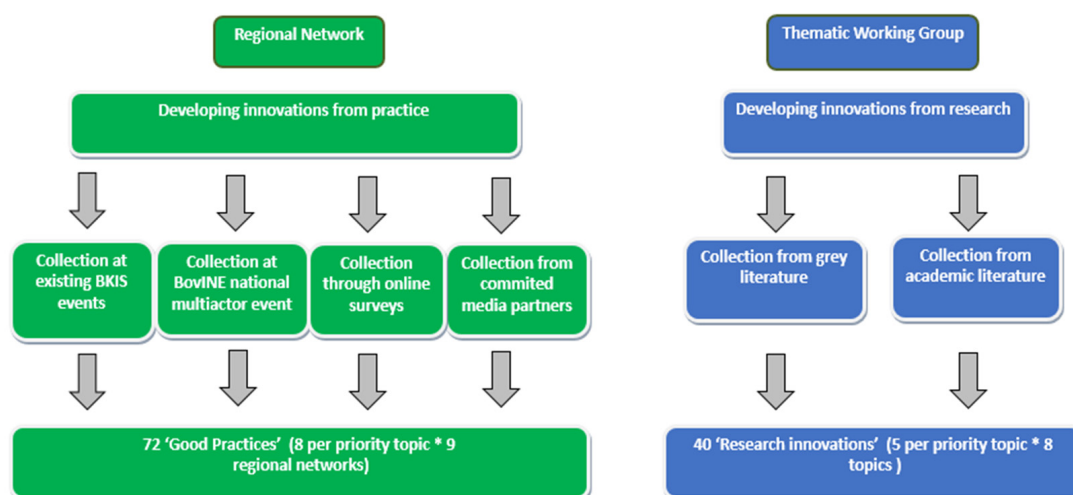 Regional Network
Thematic Working Group
Developing innovations from practice
Developing innovations from research
Collection at
existing BKIS
events
Collection at
BovINE national
multiactor event
Collection
through online
surveys
Collection from
commited
media partners
Collection from grey
literature
Collection from
academic literature
72 'Good Practices'  (8 per priority topic * 9
regional networks)
40 'Research innovations'  (5 per priority topic * 8
topics )